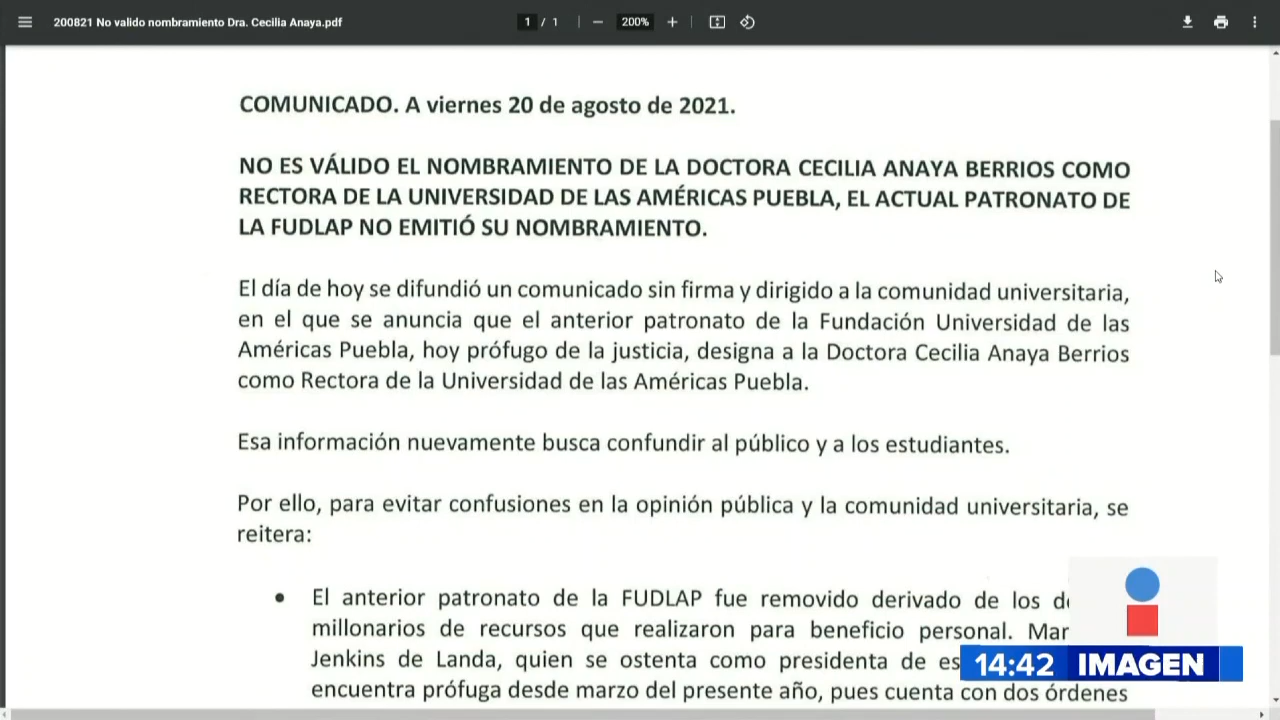 200821 No valido nombramiento Dra. Cecilia Anaya.pdf
1 / 1
200%
COMUNICADO. A viernes 20 de agosto de 2021.
NO ES VÁLIDO EL NOMBRAMIENTO DE LA DOCTORA CECILIA ANAYA BERRIOS COMO
RECTORA DE LA UNIVERSIDAD DE LAS AMÉRICAS PUEBLA, EL ACTUAL PATRONATO DE
LA FUDLAP NO EMITIÓ SU NOMBRAMIENTO.
El día de hoy se difundió un comunicado sin firma y dirigido a la comunidad universitaria,
en el que se anuncia que el anterior patronato de la Fundación Universidad de las
Américas Puebla, hoy prófugo de la justicia, designa a la Doctora Cecilia Anaya Berrios
como Rectora de la Universidad de las Américas Puebla.
Esa información nuevamente busca confundir al público y a los estudiantes.
Por ello, para evitar confusiones en la opinión pública y la comunidad universitaria, se
reitera:
• El anterior patronato de la FUDLAP fue removido derivado de los
millonarios de recursos que realizaron para beneficio personal. Mar
Jenkins de Landa, quien se ostenta como presidenta de es
encuentra prófuga desde marzo del presente año, pues cuenta con dos órdenes
14:42 IMAGEN